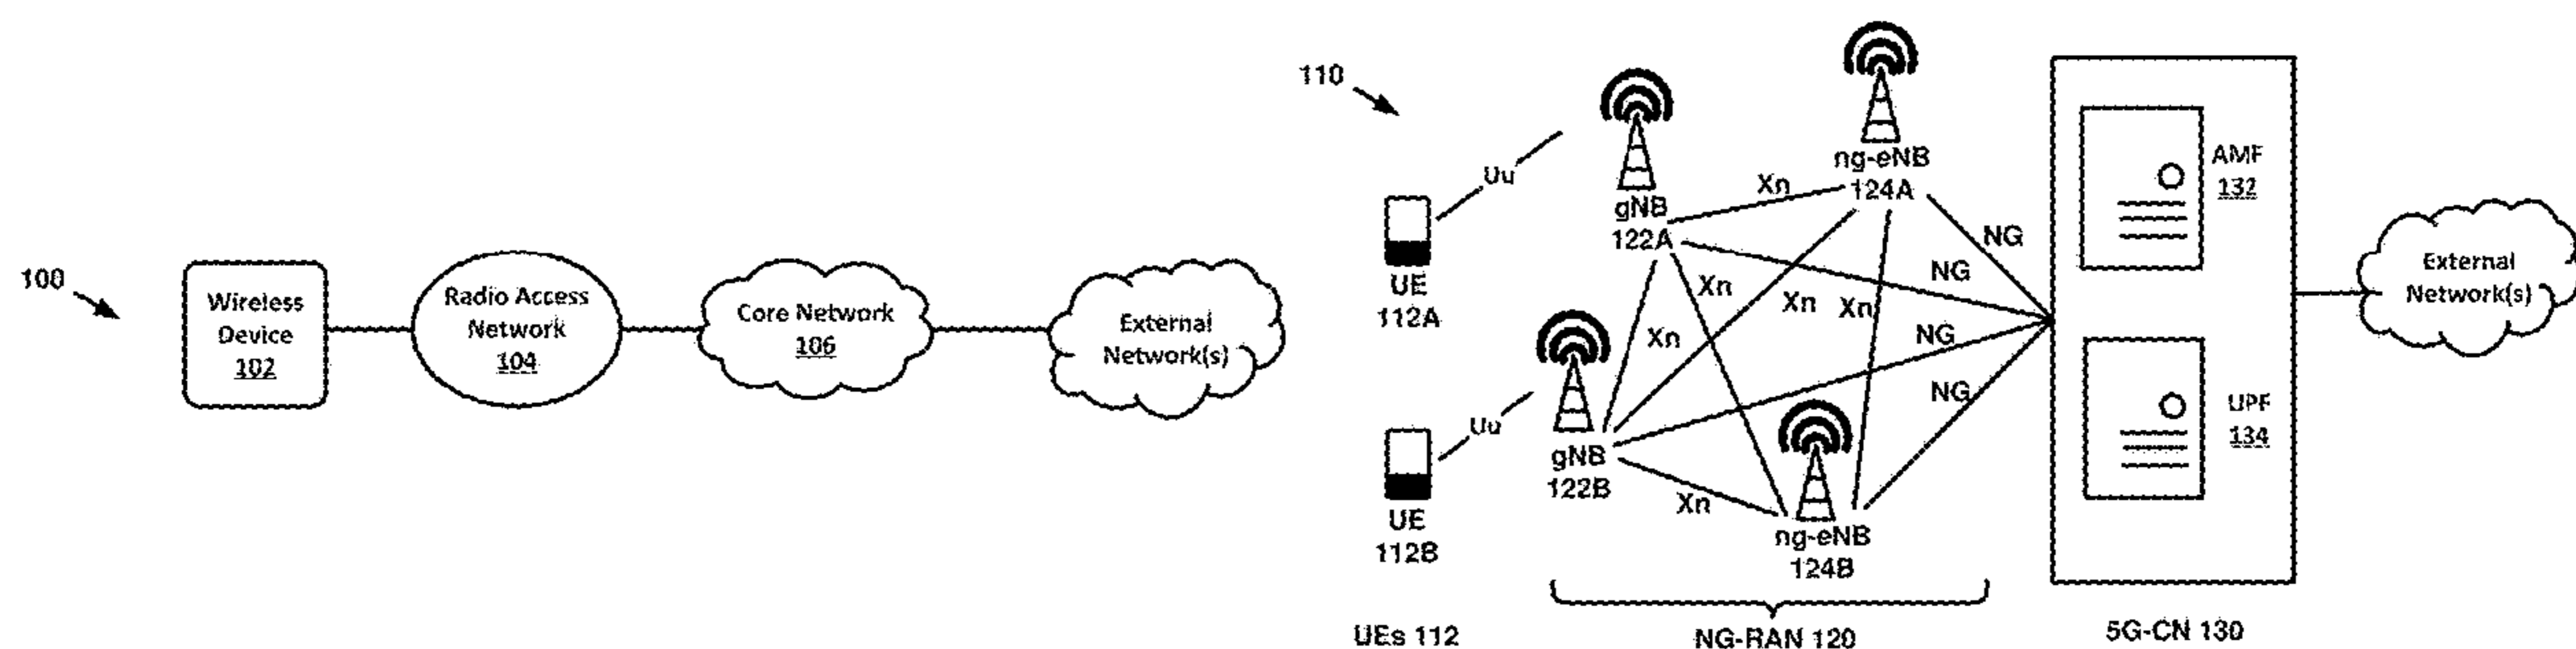 100
Wireless
Device
102
Radio Access
Network
104
Core Network
106
External
Network(s)
110
Uu
UE
112A
Uu
UE
112B
UEs 112
gNB
122A
ng-eNB
124A
gNB
122B
ng-eNB
124B
Xn
Xn
Xn
Xn
Xn
Xn
NG
NG
NG
NG
NG-RAN 120
AMF
132
UPF
134
5G-CN 130
External
Network(s)